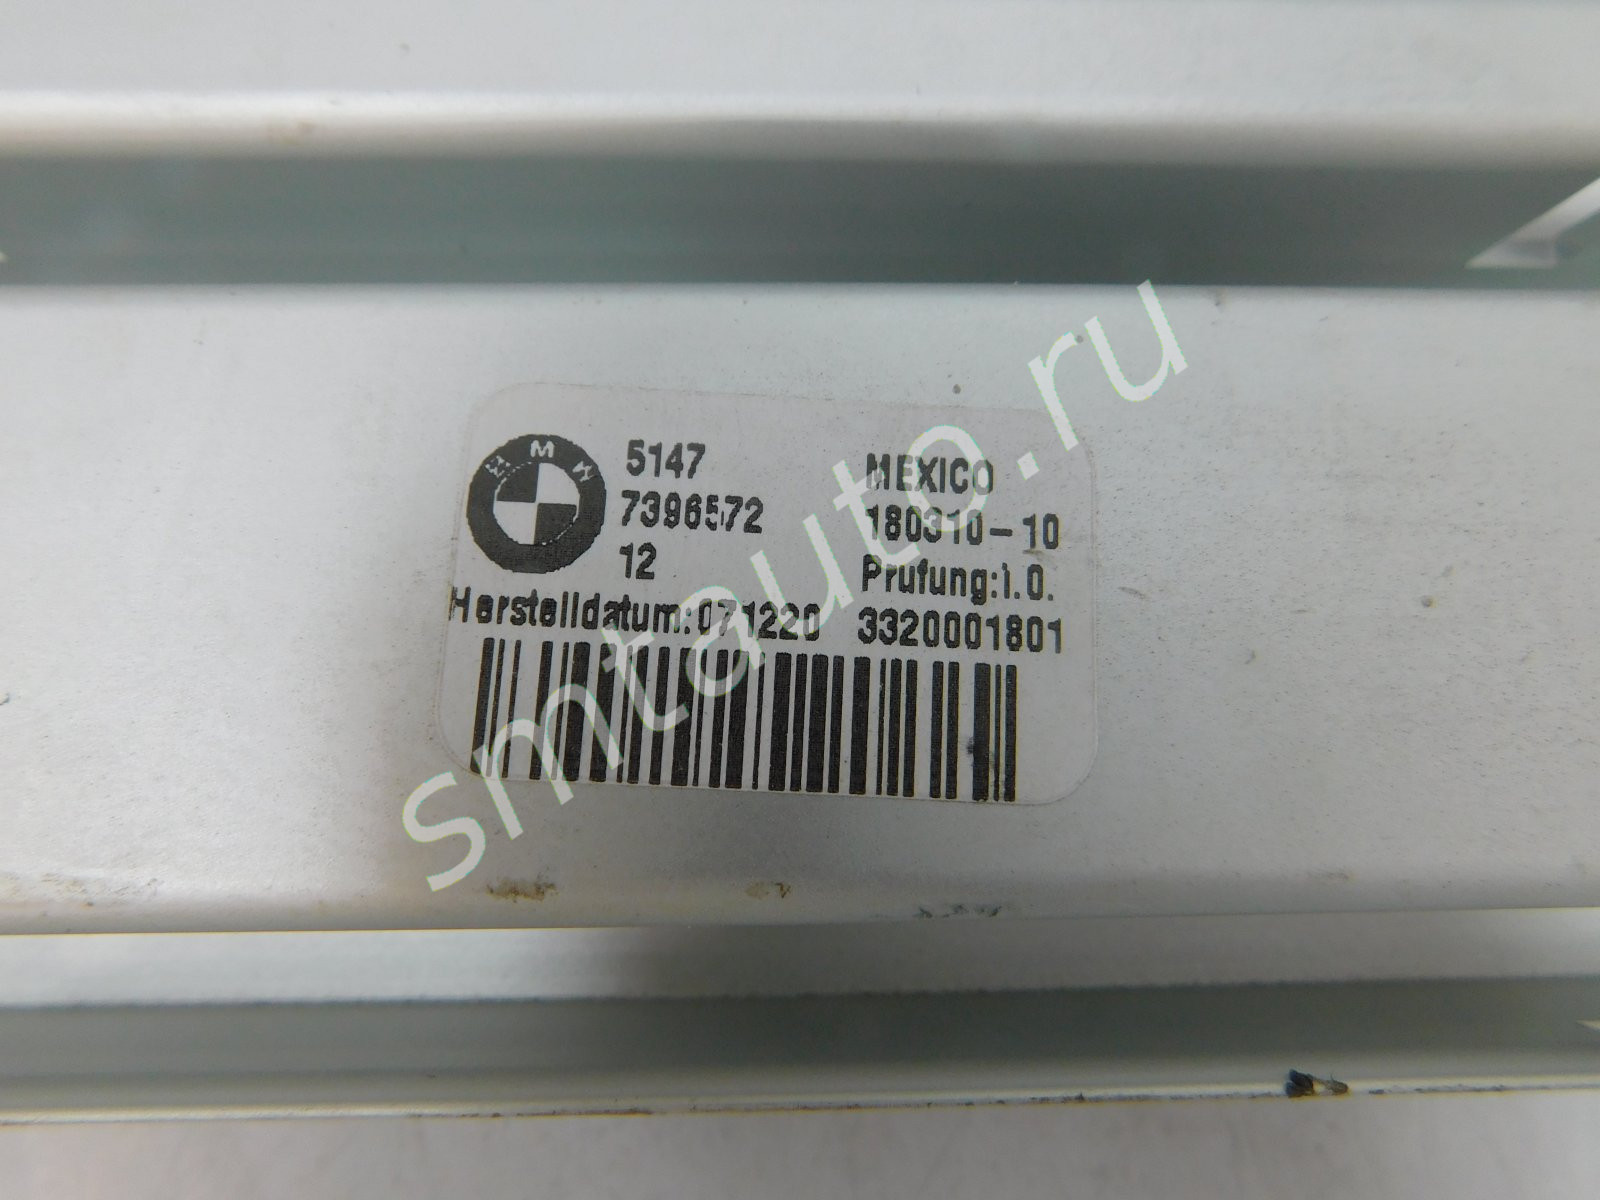 BMW
5147
7396572
12
MEXICO
180310-10
Prufung:i.O.
Herstelldatum:071220 3320001801
smtauto.ru